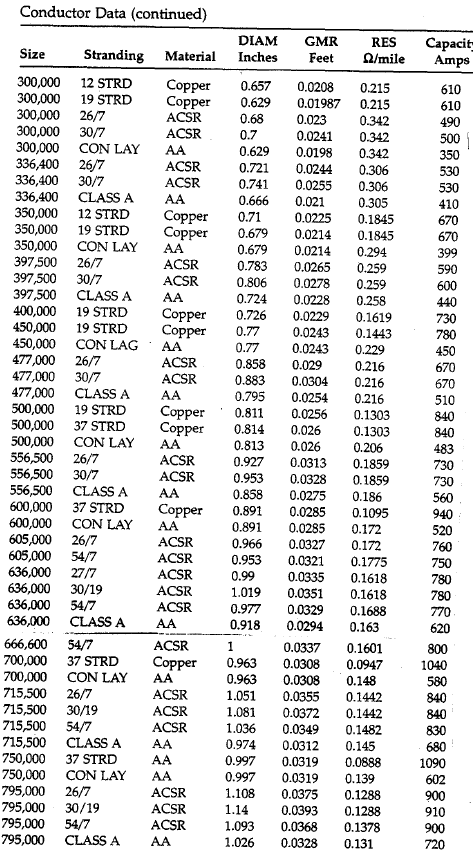 Conductor Data (continued)
DIAM GMR RES Capacity
Size Stranding Material Inches Feet Ω/mile Amps
300,000 12 STRD Copper 0.657 0.0208 0.215 610
300,000 19 STRD Copper 0.629 0.01987 0.215 610
300,000 26/7 ACSR 0.68 0.023 0.342 490
300,000 30/7 ACSR 0.7 0.0241 0.342 500
300,000 CON LAY AA 0.629 0.0198 0.342 350
336,400 26/7 ACSR 0.721 0.0244 0.306 530
336,400 30/7 ACSR 0.741 0.0255 0.306 530
336,400 CLASS A AA 0.666 0.021 0.305 410
350,000 12 STRD Copper 0.71 0.0225 0.1845 670
350,000 19 STRD Copper 0.679 0.0214 0.1845 670
350,000 CON LAY AA 0.679 0.0214 0.294 399
397,500 26/7 ACSR 0.783 0.0265 0.259 590
397,500 30/7 ACSR 0.806 0.0278 0.259 600
397,500 CLASS A AA 0.724 0.0228 0.258 440
400,000 19 STRD Copper 0.726 0.0229 0.1619 730
450,000 19 STRD Copper 0.77 0.0243 0.1443 780
450,000 CON LAG AA 0.77 0.0243 0.229 450
477,000 26/7 ACSR 0.858 0.029 0.216 670
477,000 30/7 ACSR 0.883 0.0304 0.216 670
477,000 CLASS A AA 0.795 0.0254 0.216 510
500,000 19 STRD Copper 0.811 0.0256 0.1303 840
500,000 37 STRD Copper 0.814 0.026 0.1303 840
500,000 CON LAY AA 0.813 0.026 0.206 483
556,500 26/7 ACSR 0.927 0.0313 0.1859 730
556,500 30/7 ACSR 0.953 0.0328 0.1859 730
556,500 CLASS A AA 0.858 0.0275 0.186 560
600,000 37 STRD Copper 0.891 0.0285 0.1095 940
600,000 CON LAY AA 0.891 0.0285 0.172 520
605,000 26/7 ACSR 0.966 0.0327 0.172 760
605,000 54/7 ACSR 0.953 0.0321 0.1775 750
636,000 27/7 ACSR 0.99 0.0335 0.1618 780
636,000 30/19 ACSR 1.019 0.0351 0.1618 780
636,000 54/7 ACSR 0.977 0.0329 0.1688 770
636,000 CLASS A AA 0.918 0.0294 0.163 620
666,600 54/7 ACSR 1 0.0337 0.1601 800
700,000 37 STRD Copper 0.963 0.0308 0.0947 1040
700,000 CON LAY AA 0.963 0.0308 0.148 580
715,500 26/7 ACSR 1.051 0.0355 0.1442 840
715,500 30/19 ACSR 1.081 0.0372 0.1442 840
715,500 54/7 ACSR 1.036 0.0349 0.1482 830
715,500 CLASS A AA 0.974 0.0312 0.145 680
750,000 37 STRD AA 0.997 0.0319 0.0888 1090
750,000 CON LAY AA 0.997 0.0319 0.139 602
795,000 26/7 ACSR 1.108 0.0375 0.1288 900
795,000 30/19 ACSR 1.14 0.0393 0.1288 910
795,000 54/7 ACSR 1.093 0.0368 0.1378 900
795,000 CLASS A AA 1.026 0.0328 0.131 720